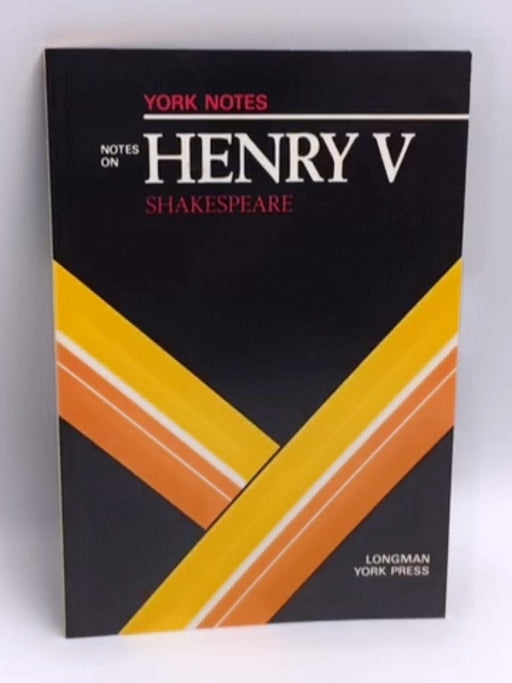 YORK NOTES
NOTES ON
HENRY V
SHAKESPEARE
LONGMAN
YORK PRESS